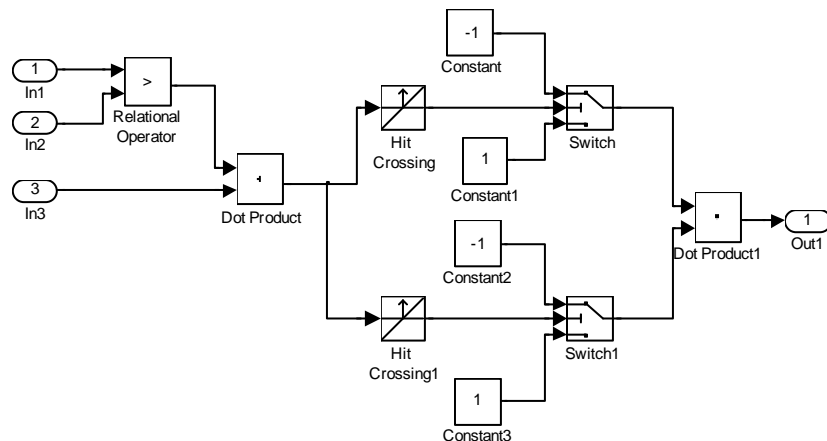 -1
Constant
1
In1
>
Relational
Operator
2
In2
Hit
Crossing
Switch
1
Constant1
3
In3
Dot Product
-1
Constant2
Dot Product1
1
Out1
Hit
Crossing1
Switch1
1
Constant3